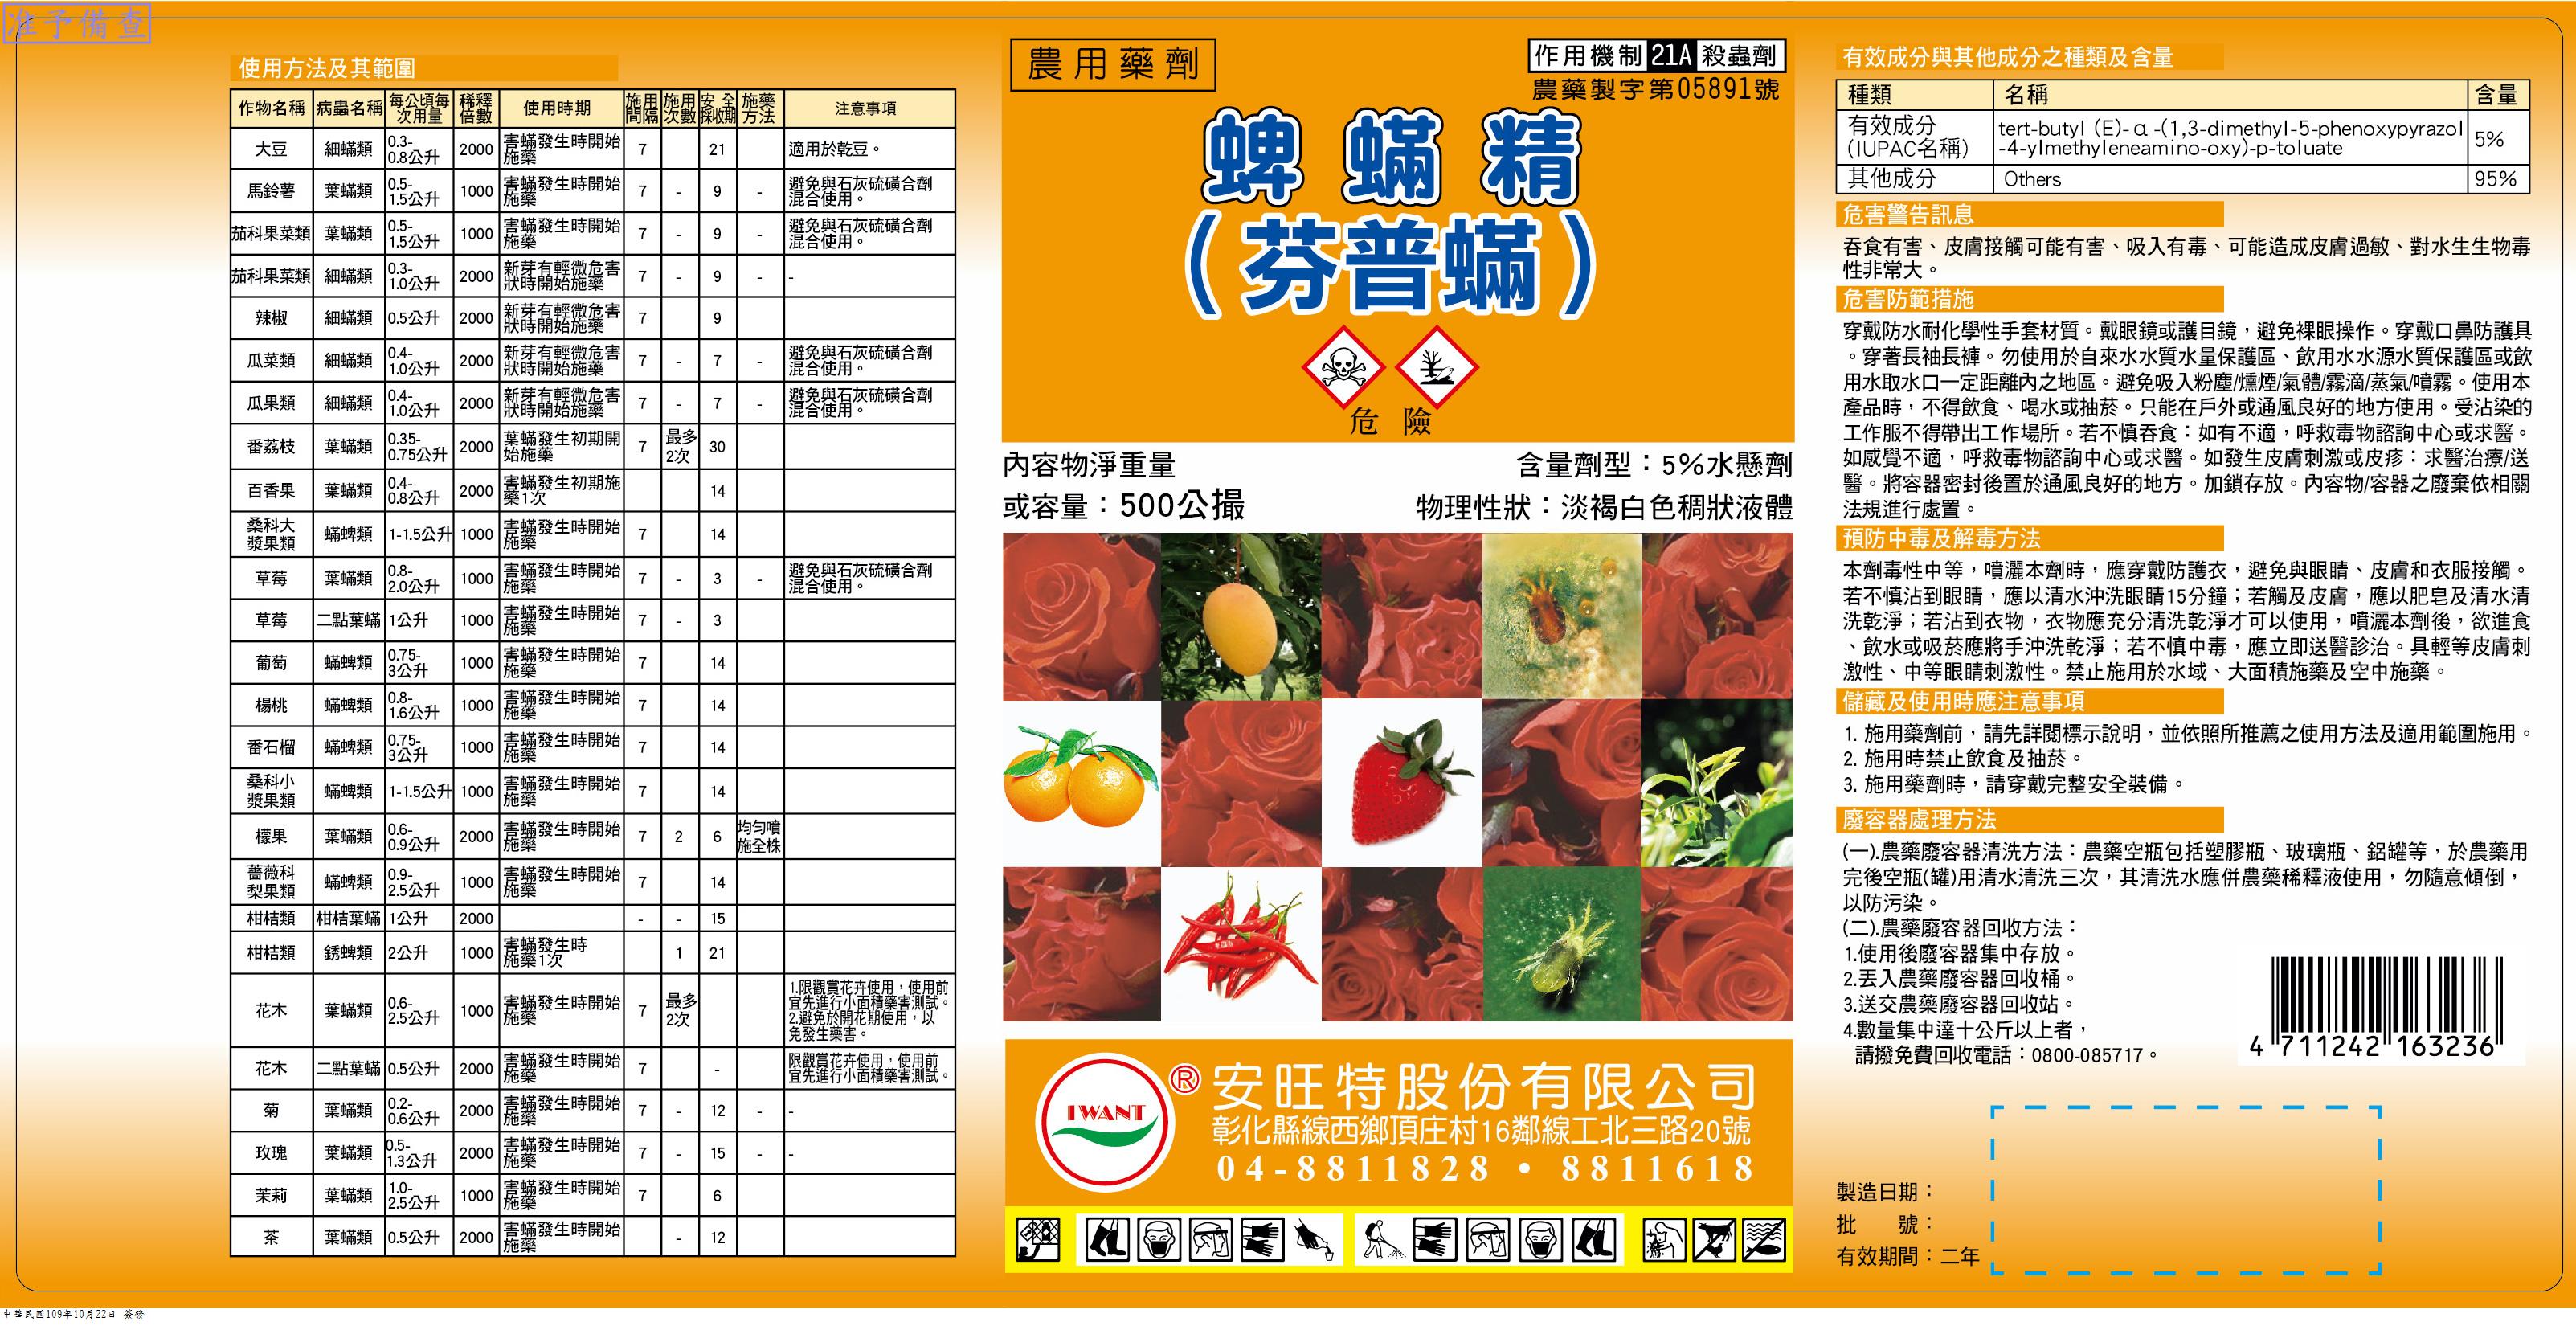 准予備查
使用方法及其範圍
作物名稱 病蟲名稱 每公頃每次用量 稀釋倍數 使用時期 施用間隔 施用次數 安全採收期 施藥方法 注意事項
大豆 細蟎類 0.3-0.8公升 2000 害蟎發生時開始施藥 7 21 適用於乾豆。
馬鈴薯 葉蟎類 0.5-1.5公升 1000 害蟎發生時開始施藥 7 - 9 - 避免與石灰硫磺合劑混合使用。
茄科果菜類 葉蟎類 0.5-1.5公升 1000 害蟎發生時開始施藥 7 - 9 - 避免與石灰硫磺合劑混合使用。
茄科果菜類 細蟎類 0.3-1.0公升 2000 新芽有輕微危害狀時開始施藥 7 - 9 - -
辣椒 細蟎類 0.5公升 2000 新芽有輕微危害狀時開始施藥 7 9
瓜菜類 細蟎類 0.4-1.0公升 2000 新芽有輕微危害狀時開始施藥 7 - 7 - 避免與石灰硫磺合劑混合使用。
瓜果類 細蟎類 0.4-1.0公升 2000 新芽有輕微危害狀時開始施藥 7 - 7 - 避免與石灰硫磺合劑混合使用。
番荔枝 葉蟎類 0.35-0.75公升 2000 葉蟎發生初期開始施藥 7 最多2次 30
百香果 葉蟎類 0.4-0.8公升 2000 害蟎發生初期施藥1次 14
桑科大漿果類 蟎蜱類 1-1.5公升 1000 害蟎發生時開始施藥 7 14
草莓 葉蟎類 0.8-2.0公升 1000 害蟎發生時開始施藥 7 - 3 - 避免與石灰硫磺合劑混合使用。
草莓 二點葉蟎 1公升 1000 害蟎發生時開始施藥 7 - 3
葡萄 蟎蜱類 0.75-3公升 1000 害蟎發生時開始施藥 7 14
楊桃 蟎蜱類 0.8-1.6公升 1000 害蟎發生時開始施藥 7 14
番石榴 蟎蜱類 0.75-3公升 1000 害蟎發生時開始施藥 7 14
桑科小漿果類 蟎蜱類 1-1.5公升 1000 害蟎發生時開始施藥 7 14
檬果 葉蟎類 0.6-0.9公升 2000 害蟎發生時開始施藥 7 2 6 均勻噴施全株
薔薇科梨果類 蟎蜱類 0.9-2.5公升 1000 害蟎發生時開始施藥 7 14
柑桔類 柑桔葉蟎 1公升 2000 - - 15
柑桔類 銹蜱類 2公升 1000 害蟎發生時施藥1次 1 21
花木 葉蟎類 0.6-2.5公升 1000 害蟎發生時開始施藥 7 最多2次 1.限觀賞花卉使用，使用前宜先進行小面積藥害測試。2.避免於開花期使用，以免發生藥害。
花木 二點葉蟎 0.5公升 2000 害蟎發生時開始施藥 7 - 限觀賞花卉使用，使用前宜先進行小面積藥害測試。
菊 葉蟎類 0.2-0.6公升 2000 害蟎發生時開始施藥 7 - 12 - -
玫瑰 葉蟎類 0.5-1.3公升 2000 害蟎發生時開始施藥 7 - 15 - -
茉莉 葉蟎類 1.0-2.5公升 1000 害蟎發生時開始施藥 7 6
茶 葉蟎類 0.5公升 2000 害蟎發生時開始施藥 - 12
農用藥劑
作用機制 21A 殺蟲劑
農藥製字第05891號
蜱蟎精
（芬普蟎）
危險
內容物淨重量
或容量：500公撮
含量劑型：5%水懸劑
物理性狀：淡褐白色稠狀液體
IWANT
® 安旺特股份有限公司
彰化縣線西鄉頂庄村16鄰線工北三路20號
04-8811828 • 8811618
有效成分與其他成分之種類及含量
種類 名稱 含量
有效成分（IUPAC名稱） tert-butyl (E)-α-(1,3-dimethyl-5-phenoxypyrazol-4-ylmethyleneamino-oxy)-p-toluate 5%
其他成分 Others 95%
危害警告訊息
吞食有害、皮膚接觸可能有害、吸入有毒、可能造成皮膚過敏、對水生生物毒
性非常大。
危害防範措施
穿戴防水耐化學性手套材質。戴眼鏡或護目鏡，避免裸眼操作。穿戴口鼻防護具
。穿著長袖長褲。勿使用於自來水水質水量保護區、飲用水水源水質保護區或飲
用水取水口一定距離內之地區。避免吸入粉塵/燻煙/氣體/霧滴/蒸氣/噴霧。使用本
產品時，不得飲食、喝水或抽菸。只能在戶外或通風良好的地方使用。受沾染的
工作服不得帶出工作場所。若不慎吞食：如有不適，呼救毒物諮詢中心或求醫。
如感覺不適，呼救毒物諮詢中心或求醫。如發生皮膚刺激或皮疹：求醫治療/送
醫。將容器密封後置於通風良好的地方。加鎖存放。內容物/容器之廢棄依相關
法規進行處置。
預防中毒及解毒方法
本劑毒性中等，噴灑本劑時，應穿戴防護衣，避免與眼睛、皮膚和衣服接觸。
若不慎沾到眼睛，應以清水沖洗眼睛15分鐘；若觸及皮膚，應以肥皂及清水清
洗乾淨；若沾到衣物，衣物應充分清洗乾淨才可以使用，噴灑本劑後，欲進食
、飲水或吸菸應將手沖洗乾淨；若不慎中毒，應立即送醫診治。具輕等皮膚刺
激性、中等眼睛刺激性。禁止施用於水域、大面積施藥及空中施藥。
儲藏及使用時應注意事項
1. 施用藥劑前，請先詳閱標示說明，並依照所推薦之使用方法及適用範圍施用。
2. 施用時禁止飲食及抽菸。
3. 施用藥劑時，請穿戴完整安全裝備。
廢容器處理方法
(一).農藥廢容器清洗方法：農藥空瓶包括塑膠瓶、玻璃瓶、鋁罐等，於農藥用
完後空瓶(罐)用清水清洗三次，其清洗水應併農藥稀釋液使用，勿隨意傾倒，
以防污染。
(二).農藥廢容器回收方法：
1.使用後廢容器集中存放。
2.丟入農藥廢容器回收桶。
3.送交農藥廢容器回收站。
4.數量集中達十公斤以上者，
請撥免費回收電話：0800-085717。
4 711242 163236
製造日期：
批 號：
有效期間：二年
中華民國109年10月22日 簽發